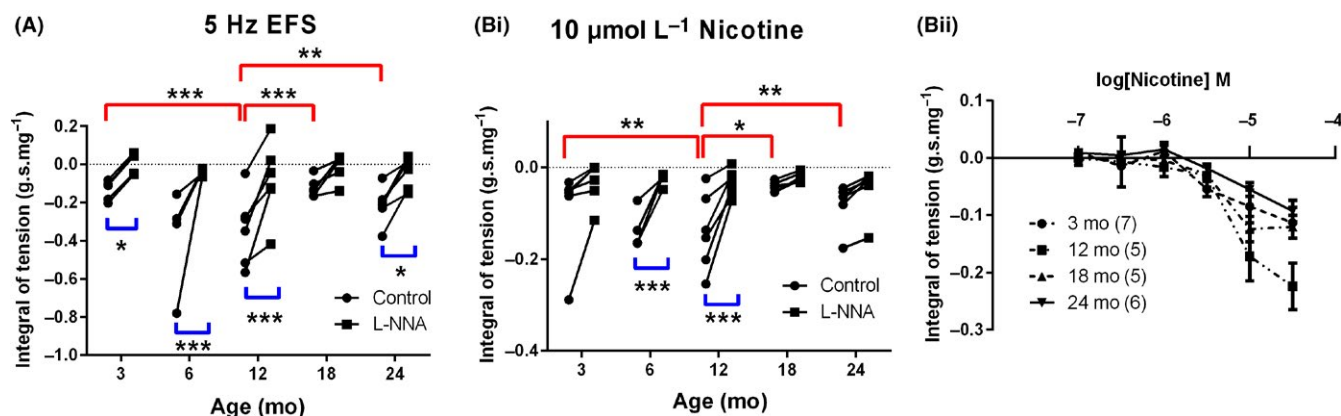 (A)
5 Hz EFS
***
***
**
Integral of tension (g.s.mg⁻¹)
0.2
0.0
−0.2
−0.4
−0.6
−0.8
−1.0
*
***
***
*
Control
L-NNA
3 6 12 18 24
Age (mo)
(Bi)
10 µmol L⁻¹ Nicotine
**
*
**
Integral of tension (g.s.mg⁻¹)
−0.0
−0.2
−0.4
***
***
Control
L-NNA
3 6 12 18 24
Age (mo)
(Bii)
log[Nicotine] M
−7 −6 −5 −4
Integral of tension (g.s.mg⁻¹)
0.1
0.0
−0.1
−0.2
−0.3
3 mo (7)
12 mo (5)
18 mo (5)
24 mo (6)